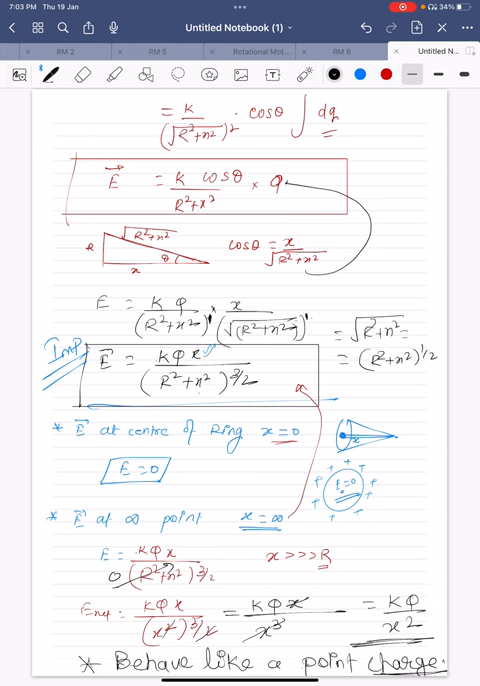 7:03 PM Thu 19 Jan
34%
Untitled Notebook (1)
RM 2
RM 5
Rotational Mot...
RM 6
Untitled N...
= K/(√R²+x²)² · cosθ ∫ dq
E⃗ = K cosθ/R²+x² × Q
R √R²+x² θ x cosθ = x/√R²+x²
E = K Q/(R²+x²)¹ × x/(√(R²+x²))¹ = √R²+x² =
Imp E⃗ = KQx/(R²+x²)3/2 = (R²+x²)1/2
* E⃗ at centre of Ring x=0
x
E=0
E=0
+ + + + + + + + +
* E⃗ at ∞ point x=∞
E = KQx/(R²+x²)3/2 x>>>R
0
Enet = KQx/(x²)3/2 = KQx/x³ = KQ/x2
* Behave like a point charge.